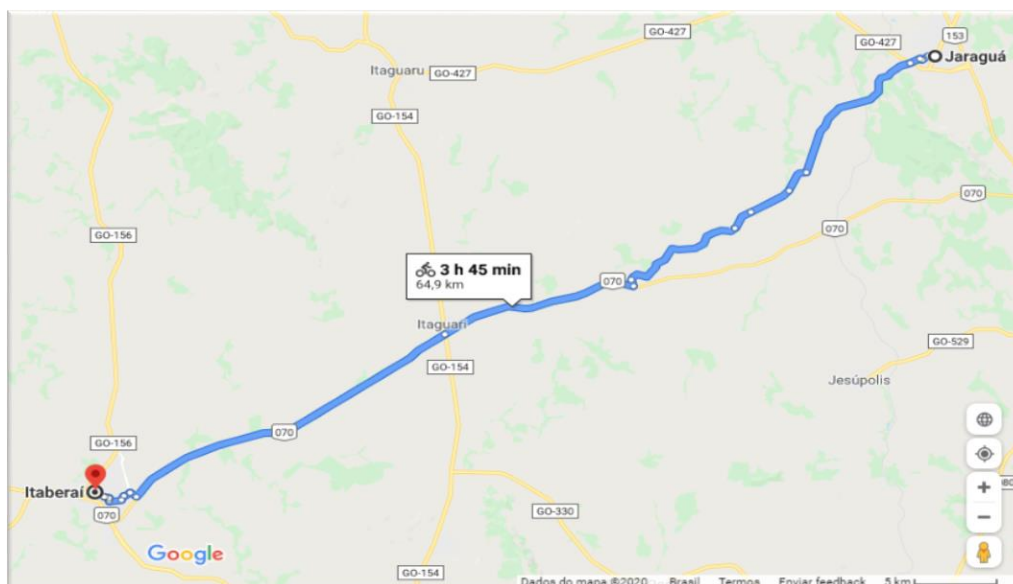 GO-427
GO-427
153
Jaraguá
Itaguaru
GO-427
GO-154
070
GO-156
070
3 h 45 min
64,9 km
070
Itaguari
GO-154
GO-529
Jesúpolis
070
GO-156
Itaberaí
070
GO-330
Google
GO-154
Dados do mapa ©2020
Brasil
Termos
Enviar feedback
5 km